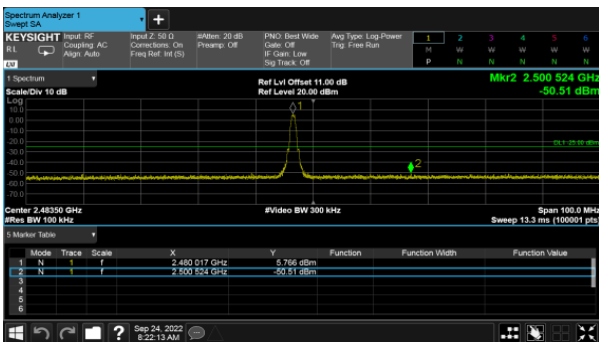 Spectrum Analyzer 1
Swept SA
+
KEYSIGHT Input: RF Input Z: 50 Ω #Atten: 20 dB PNO: Best Wide Avg Type: Log-Power 1 2 3 4 5 6
RL Coupling: AC Corrections: On Preamp: Off Gate: Off Trig: Free Run M W W W W W
Align: Auto Freq Ref: Int (S) IF Gain: Low P N N N N N
Sig Track: Off
LXI
1 Spectrum
Ref Lvl Offset 11.00 dB Mkr2 2.500 524 GHz
Scale/Div 10 dB Ref Level 20.00 dBm -50.51 dBm
Log
10.0
0.00
-10.0
-20.0
-30.0
-40.0
-50.0
-60.0
-70.0
1
DL1 -25.00 dBm
2
Center 2.48350 GHz #Video BW 300 kHz Span 100.0 MHz
#Res BW 100 kHz Sweep 13.3 ms (100001 pts)
5 Marker Table
Mode Trace Scale X Y Function Function Width Function Value
1 N 1 f 2.480 017 GHz 5.766 dBm
2 N 1 f 2.500 524 GHz -50.51 dBm
3
4
5
6
? Sep 24, 2022
8:22:13 AM